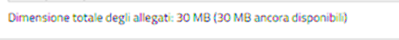 Dimensione totale degli allegati: 30 MB (30 MB ancora disponibili)